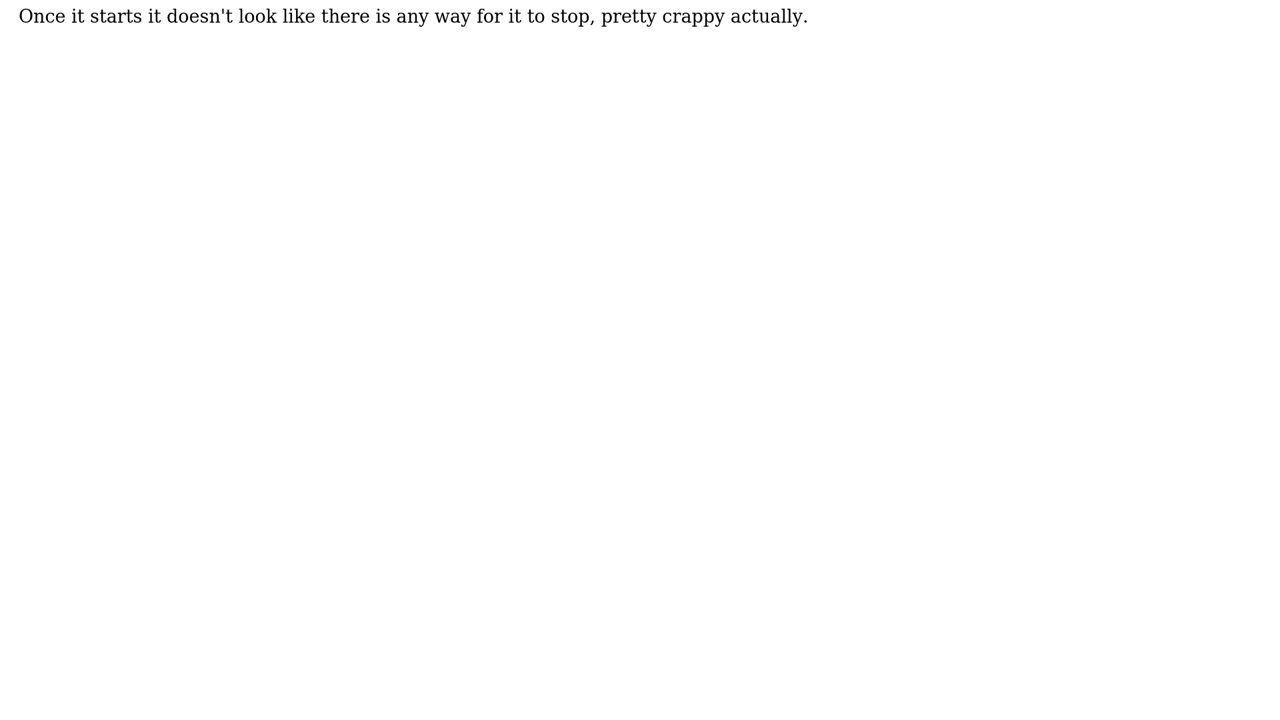 Once it starts it doesn't look like there is any way for it to stop, pretty crappy actually.